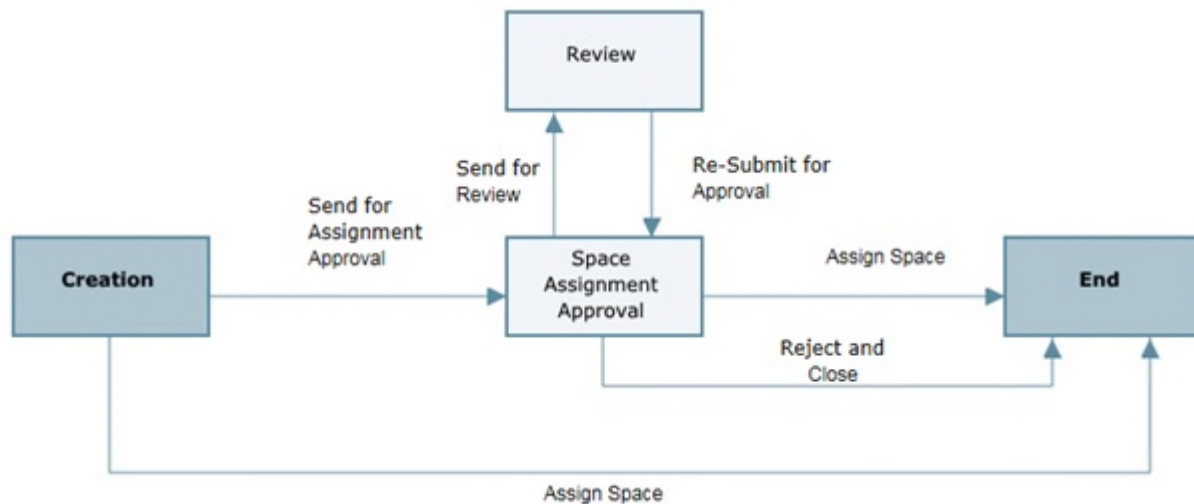 Review
Send for
Review
Re-Submit for
Approval
Send for
Assignment
Approval
Creation
Space
Assignment
Approval
Assign Space
End
Reject and
Close
Assign Space